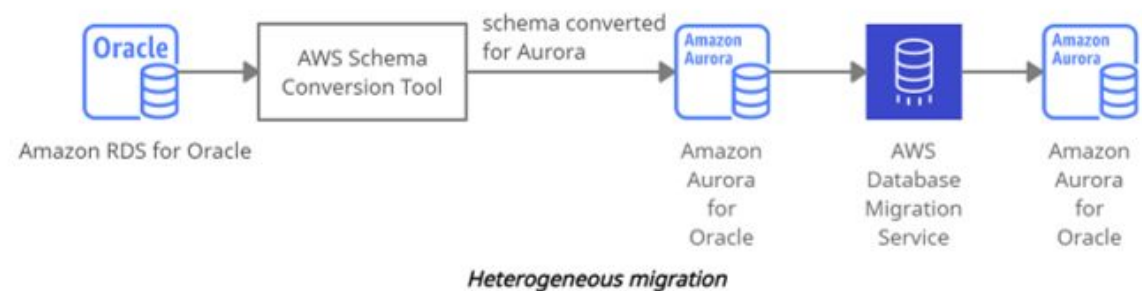 Oracle
Amazon RDS for Oracle
AWS Schema
Conversion Tool
schema converted
for Aurora
Amazon
Aurora
Amazon
Aurora
for
Oracle
AWS
Database
Migration
Service
Amazon
Aurora
Amazon
Aurora
for
Oracle
Heterogeneous migration